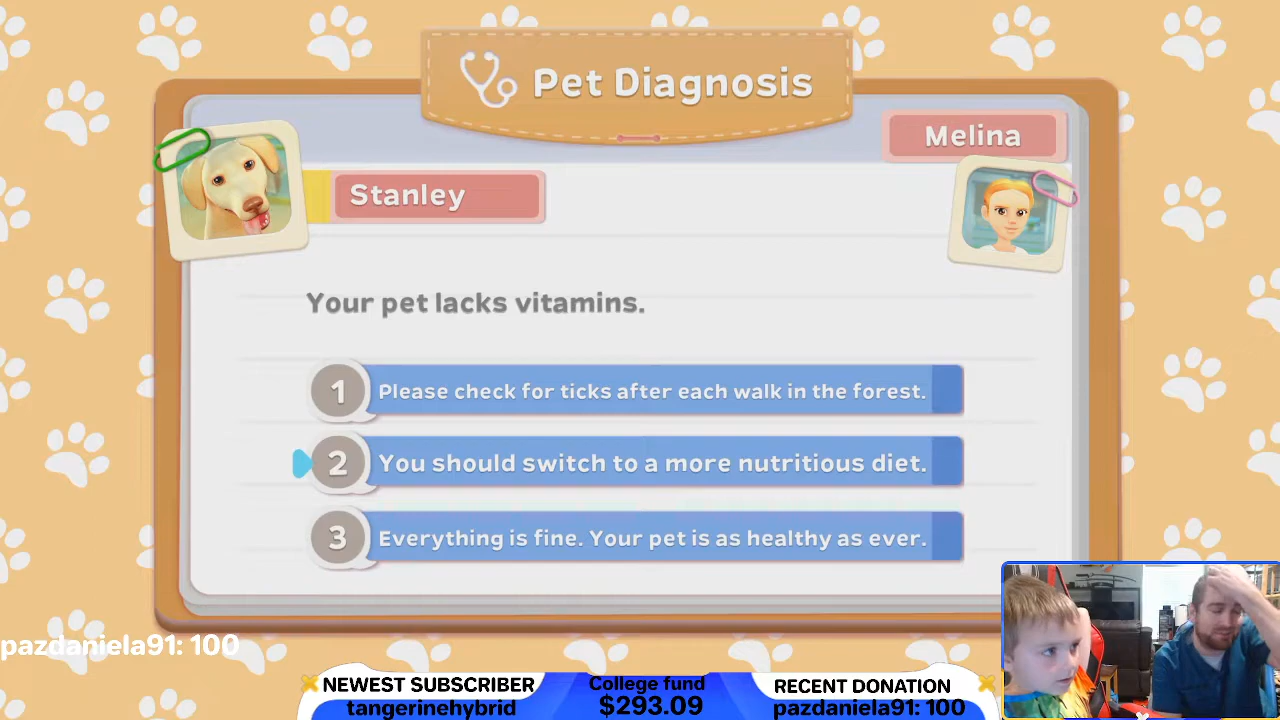 Pet Diagnosis
Melina
Stanley
Your pet lacks vitamins.
1 Please check for ticks after each walk in the forest.
2 You should switch to a more nutritious diet.
3 Everything is fine. Your pet is as healthy as ever.
pazdaniela91: 100
NEWEST SUBSCRIBER
tangerinehybrid
College fund
$293.09
RECENT DONATION
pazdaniela91: 100